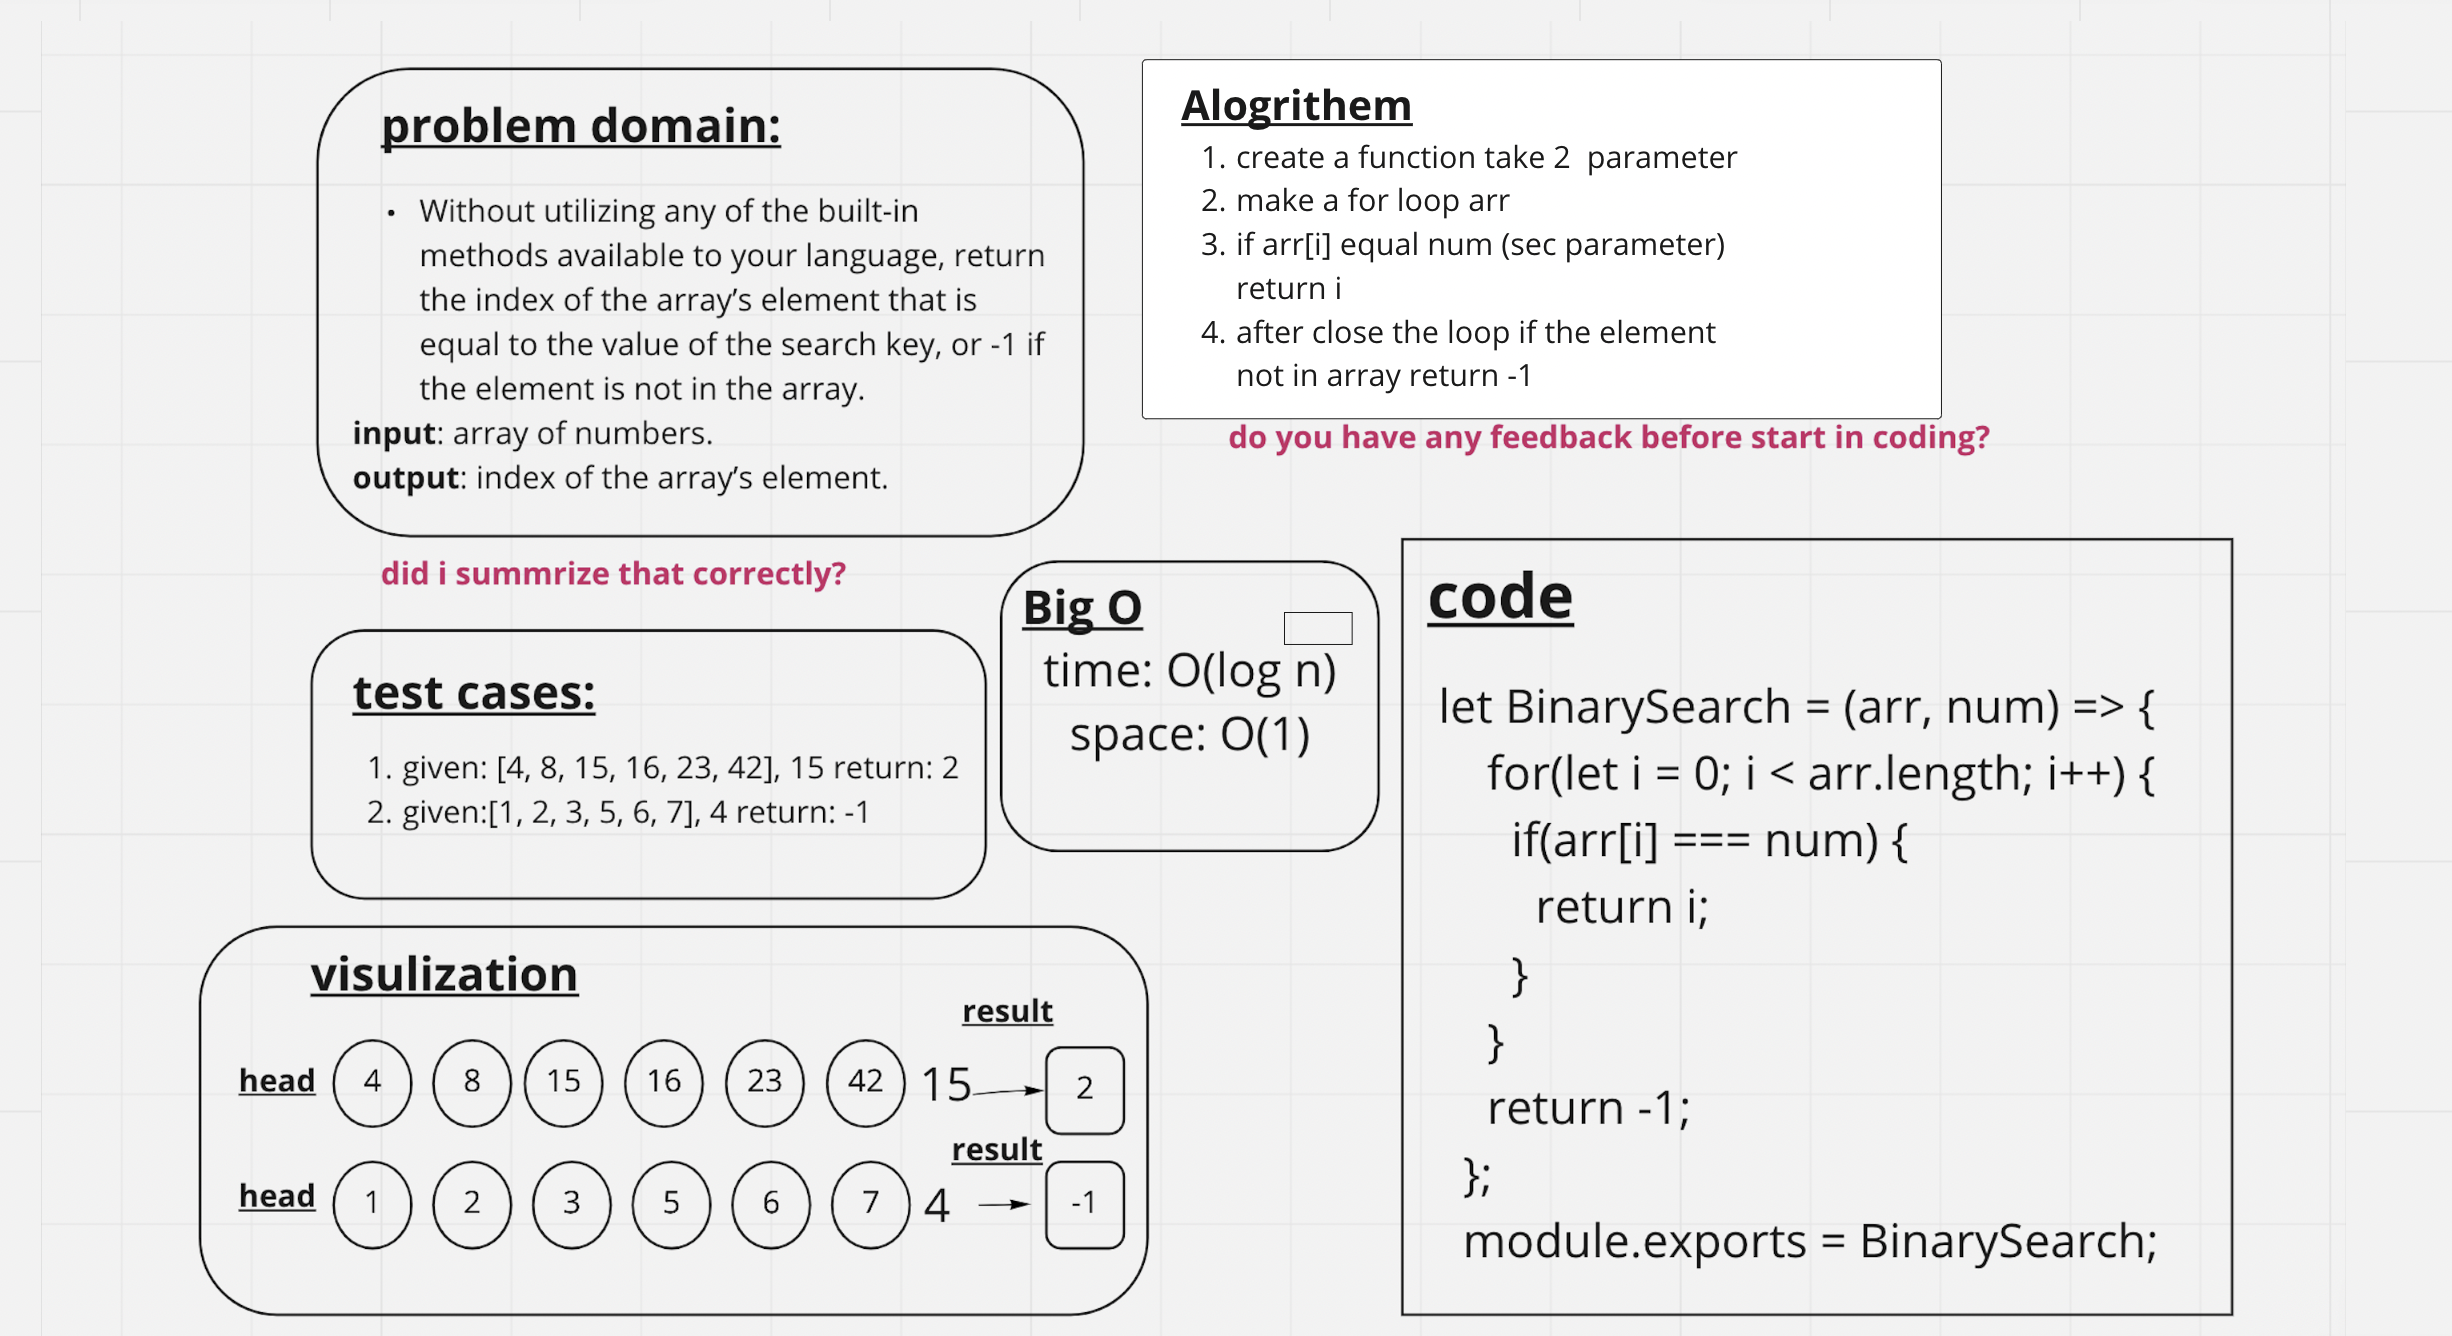 problem domain:
• Without utilizing any of the built-in
methods available to your language, return
the index of the array’s element that is
equal to the value of the search key, or -1 if
the element is not in the array.
input: array of numbers.
output: index of the array’s element.
did i summrize that correctly?
Alogrithem
1. create a function take 2 parameter
2. make a for loop arr
3. if arr[i] equal num (sec parameter)
return i
4. after close the loop if the element
not in array return -1
do you have any feedback before start in coding?
test cases:
1. given: [4, 8, 15, 16, 23, 42], 15 return: 2
2. given:[1, 2, 3, 5, 6, 7], 4 return: -1
Big O
time: O(log n)
space: O(1)
visulization
result
head 4 8 15 16 23 42 15 2
result
head 1 2 3 5 6 7 4 -1
code
let BinarySearch = (arr, num) => {
for(let i = 0; i < arr.length; i++) {
if(arr[i] === num) {
return i;
}
}
return -1;
};
module.exports = BinarySearch;